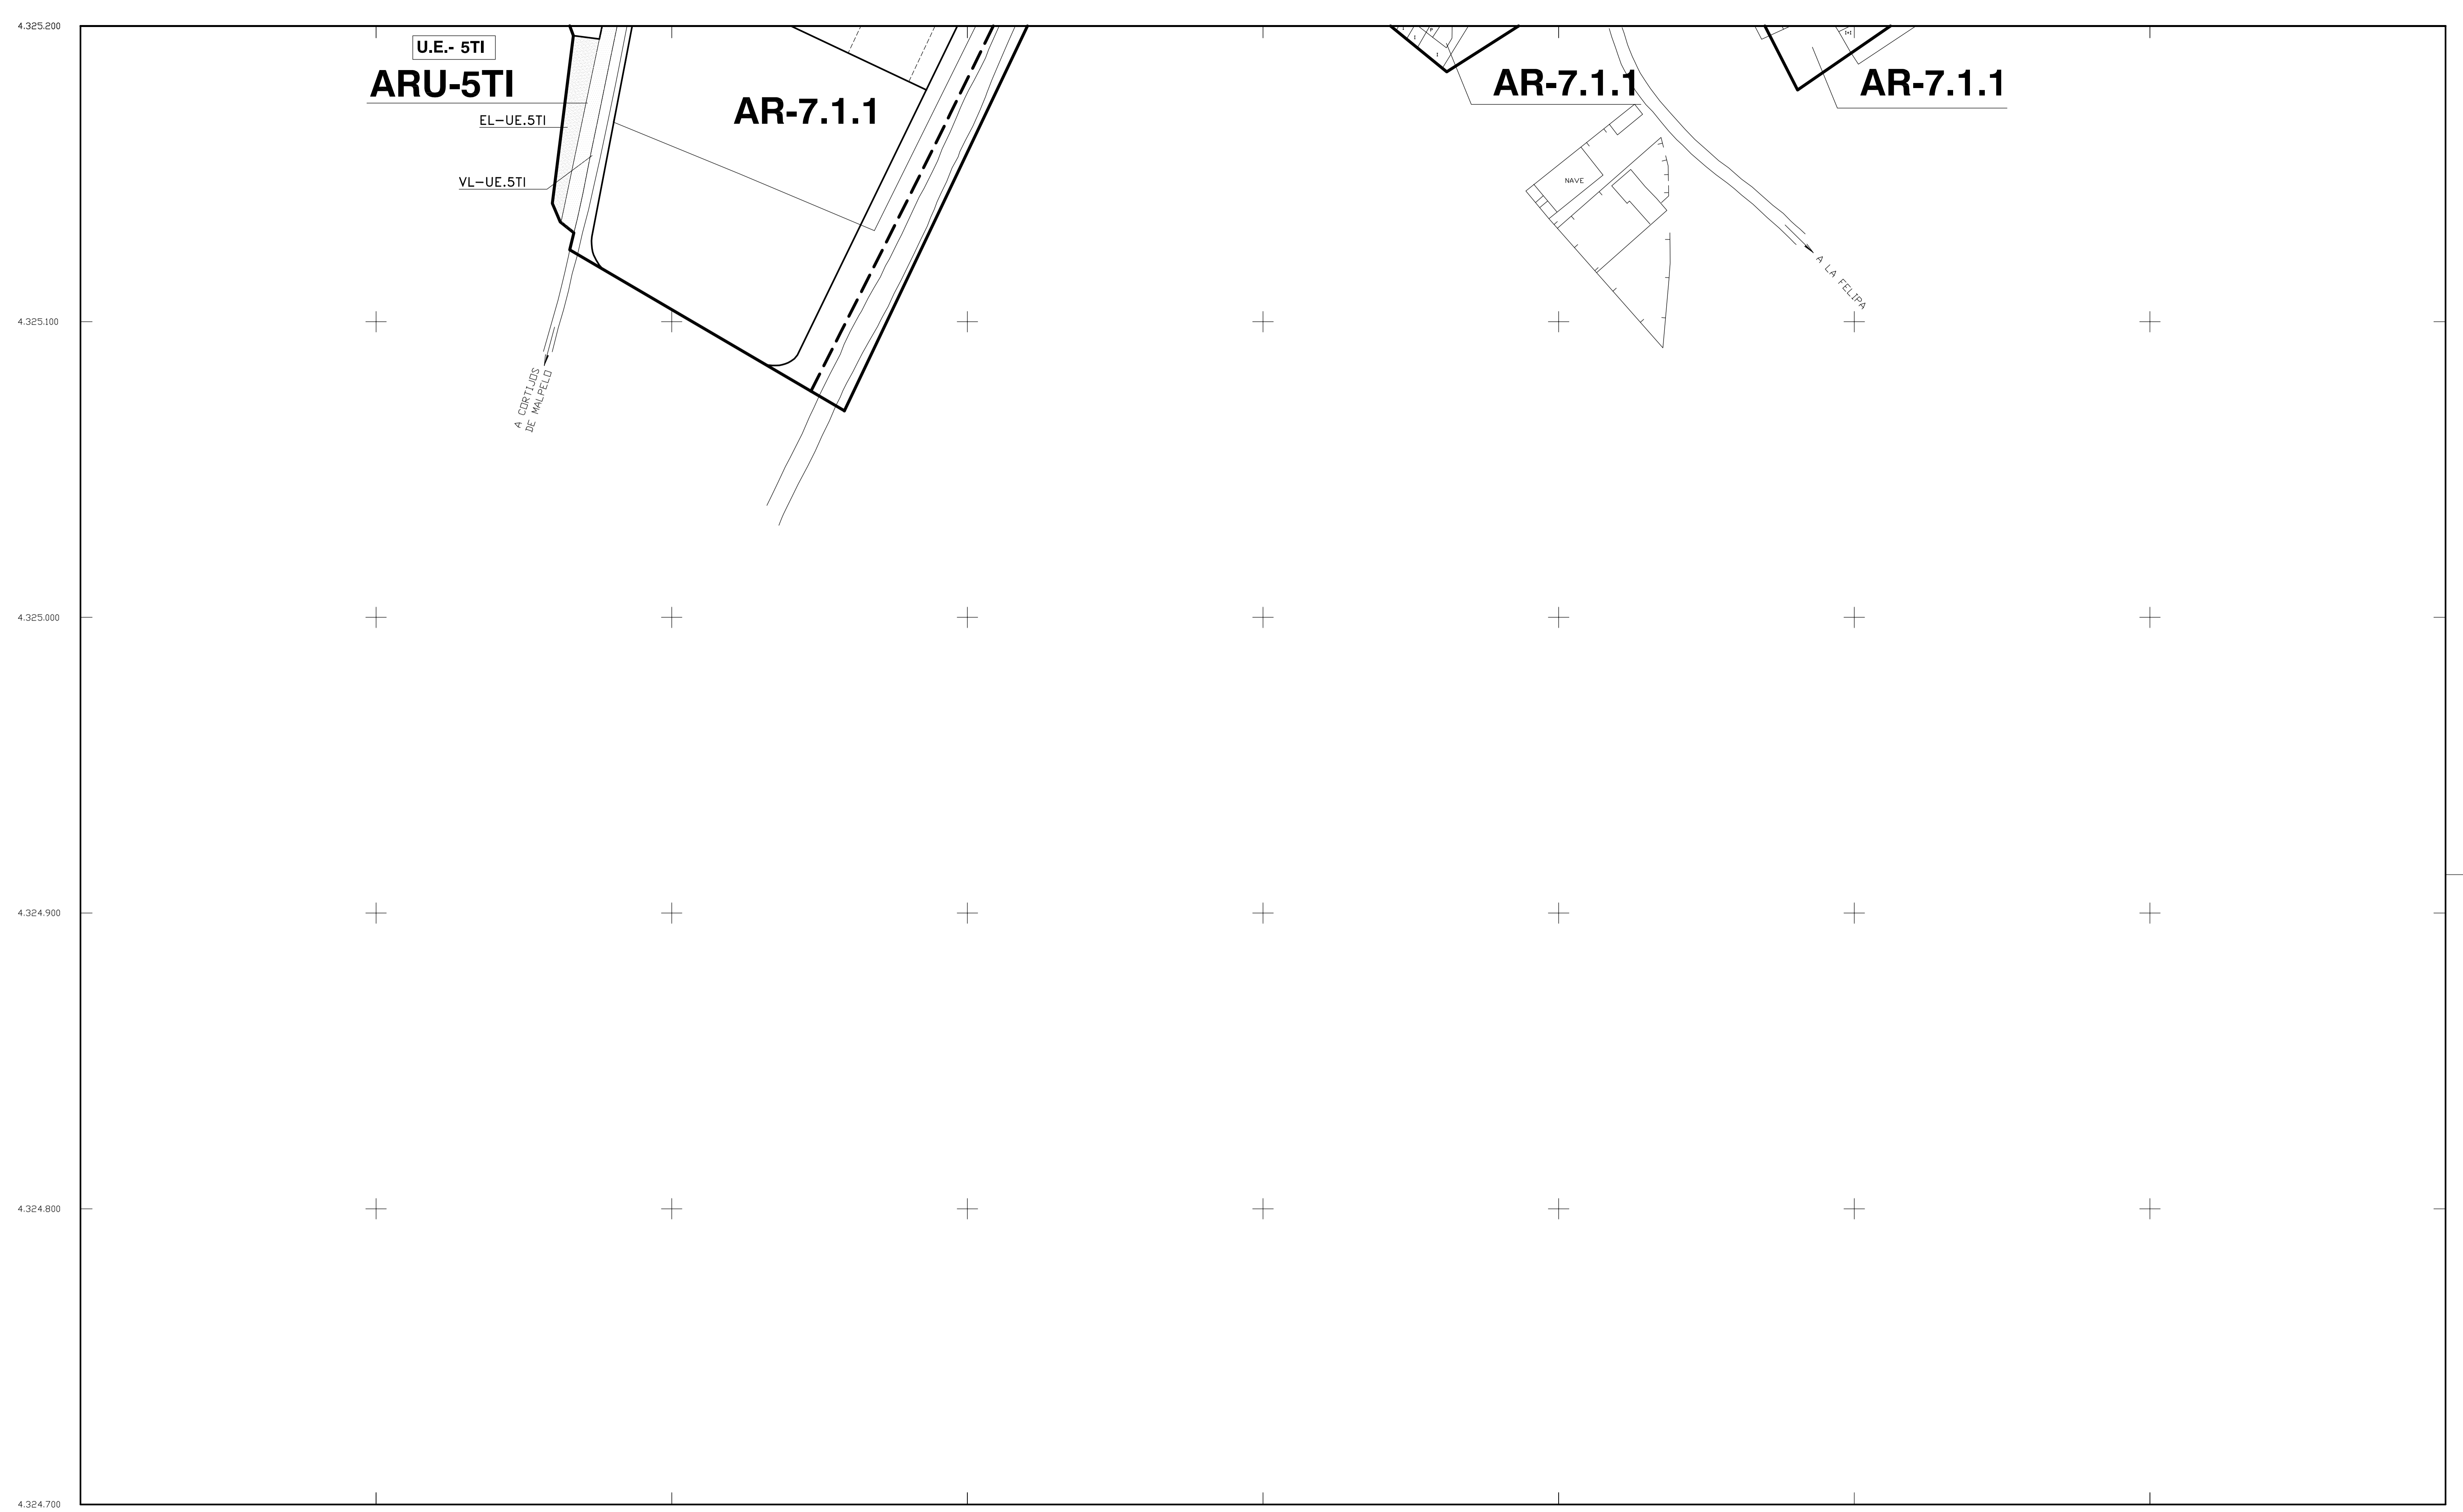 4.325.200
U.E.- 5TI
ARU-5TI
EL-UE.5TI
VL-UE.5TI
AR-7.1.1
AR-7.1.1
AR-7.1.1
I
I
I
P
I+I
NAVE
A LA FELIPA
4.325.100
A CORTIJOS
DE MALPELO
4.325.000
4.324.900
4.324.800
4.324.700